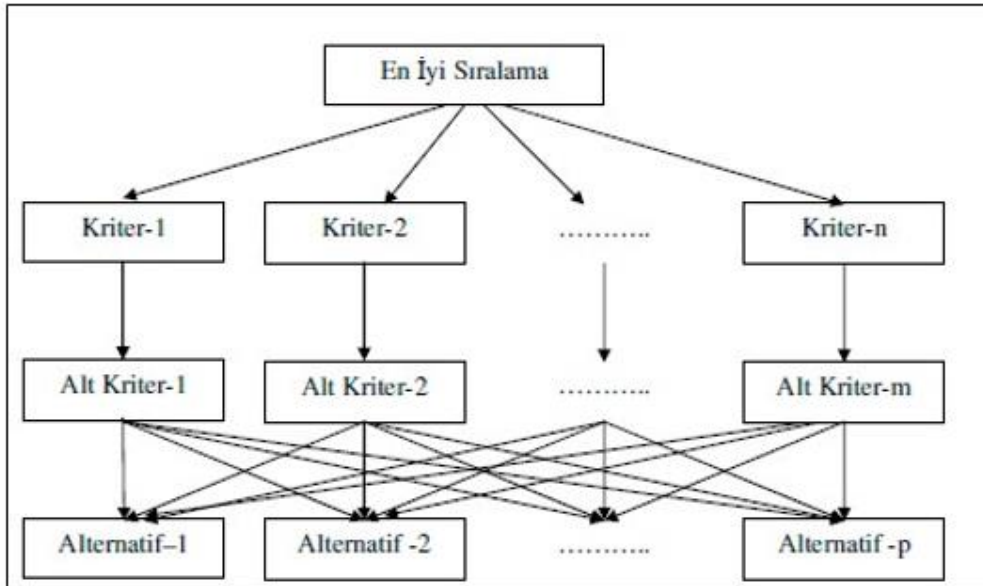 En İyi Sıralama
Kriter-1 Kriter-2 ……….. Kriter-n
Alt Kriter-1 Alt Kriter-2 ……….. Alt Kriter-m
Alternatif–1 Alternatif -2 ……….. Alternatif -p